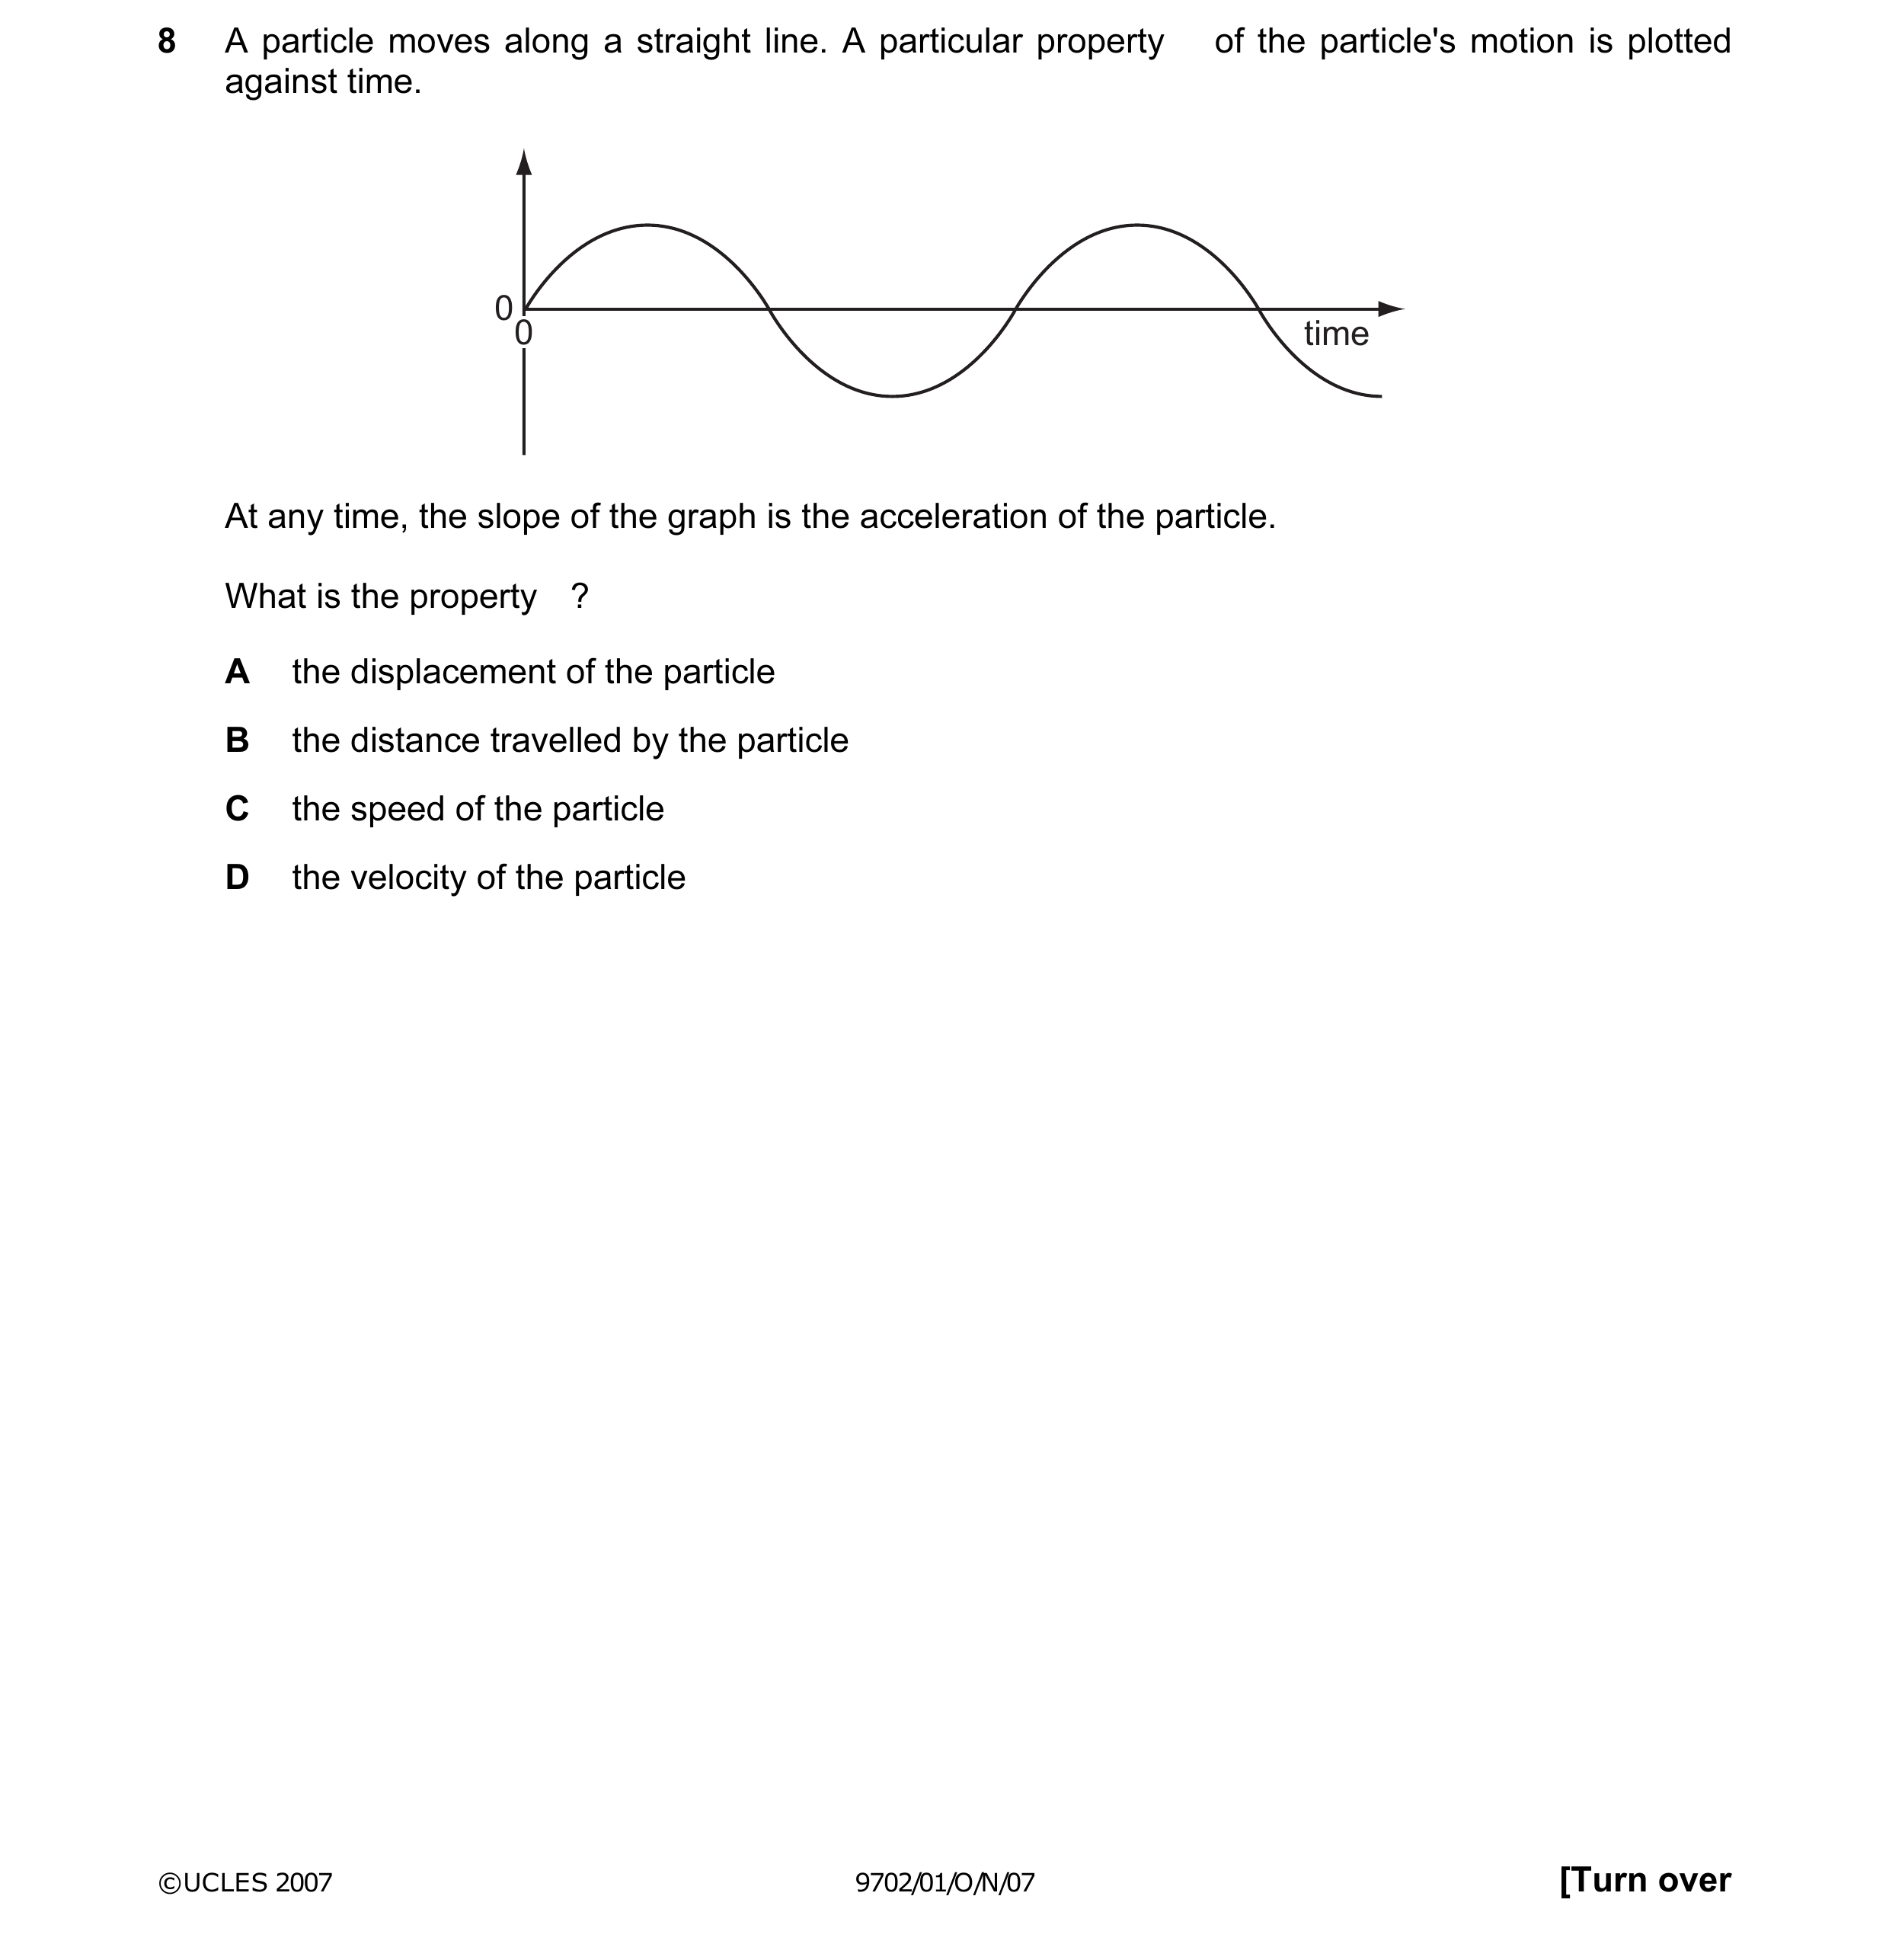 8 A particle moves along a straight line. A particular property of the particle's motion is plotted
against time.
0
0
time
At any time, the slope of the graph is the acceleration of the particle.
What is the property ?
A the displacement of the particle
B the distance travelled by the particle
C the speed of the particle
D the velocity of the particle
©UCLES 2007 9702/01/O/N/07 [Turn over